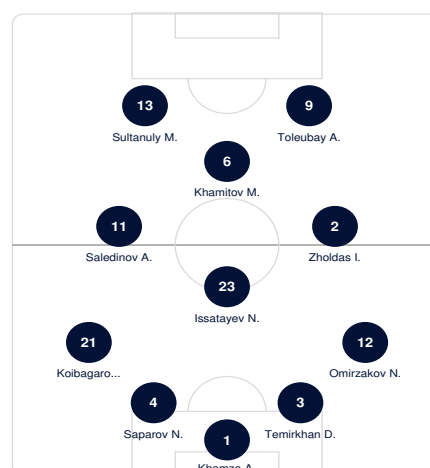 13
9
Sultanuly M.
Toleubay A.
6
Khamitov M.
11
2
Saledinov A.
Zholdas I.
23
Issatayev N.
21
12
Koibagaro...
Omirzakov N.
4
3
Saparov N.
Temirkhan D.
1
Khamza A.